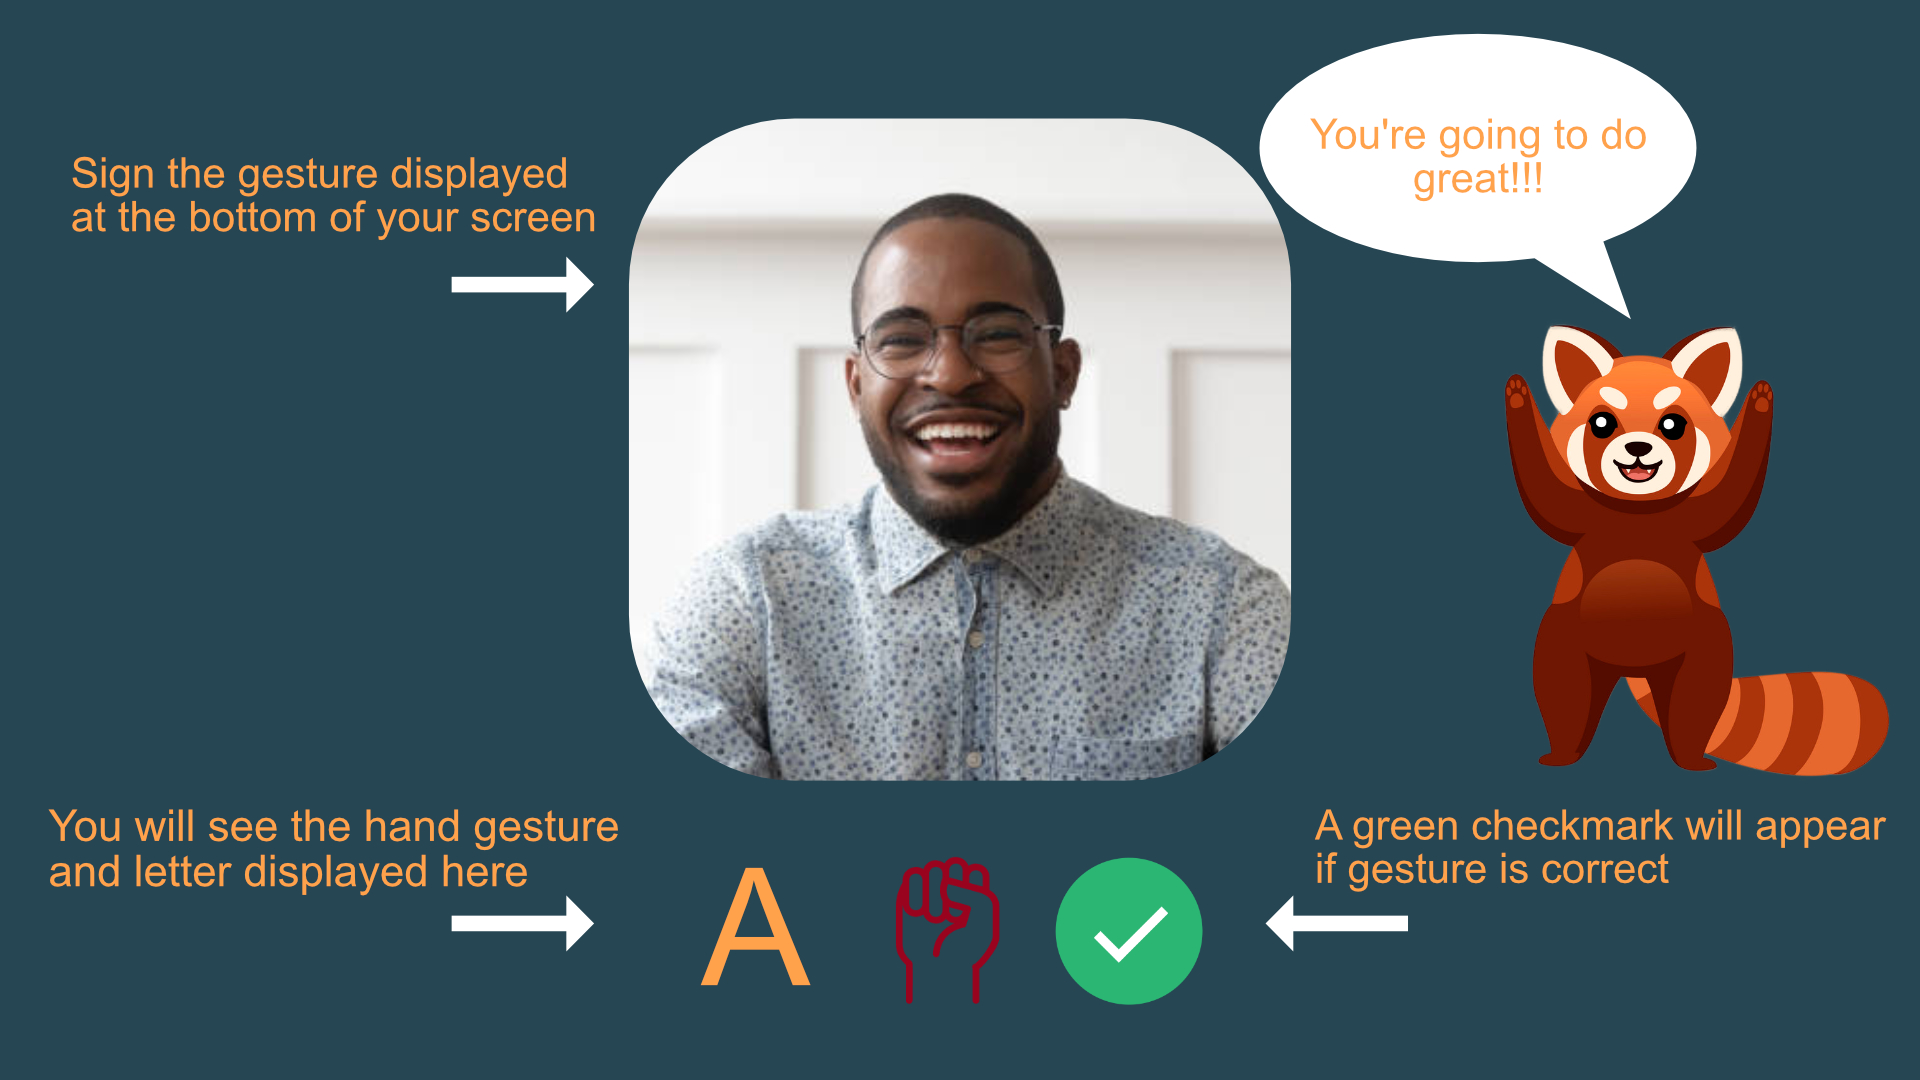 Sign the gesture displayed
at the bottom of your screen
You're going to do
great!!!
You will see the hand gesture
and letter displayed here
A
A green checkmark will appear
if gesture is correct